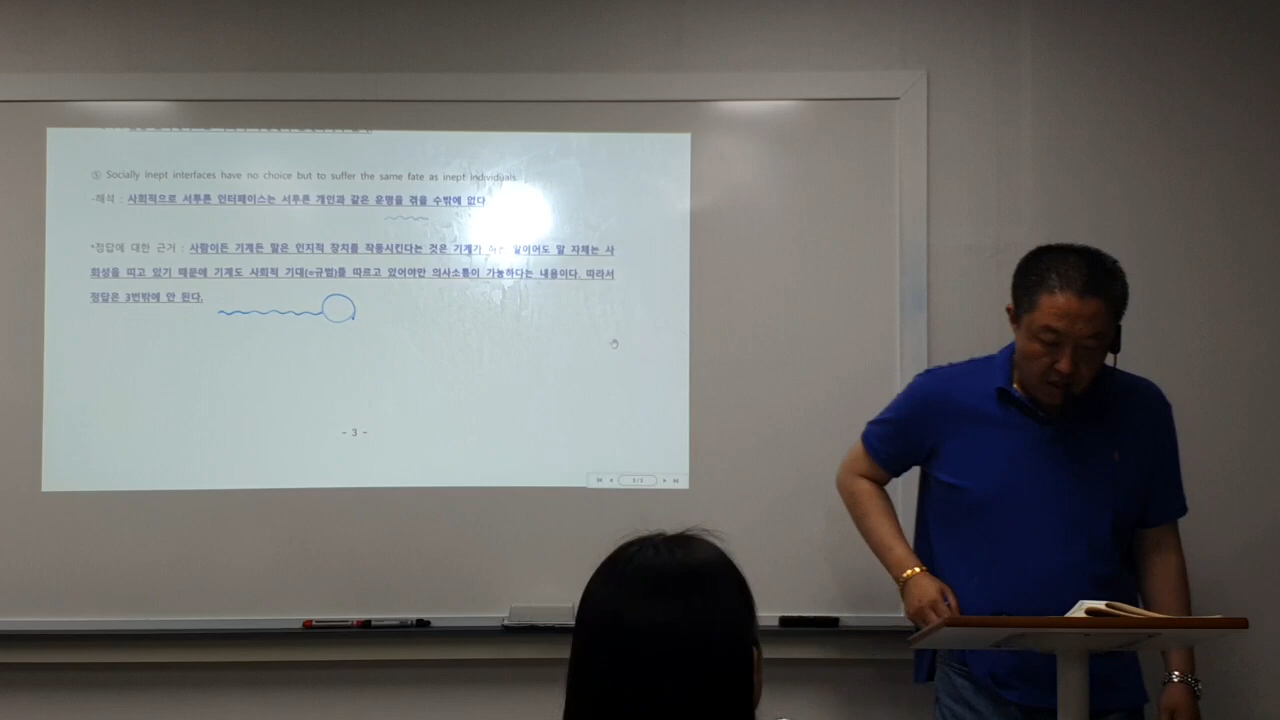 ⑤ Socially inept interfaces have no choice but to suffer the same fate as inept individuals.
-해석 : 사회적으로 서투른 인터페이스는 서투른 개인과 같은 운명을 겪을 수밖에 없다
*정답에 대한 근거 : 사람이든 기계든 말은 인지적 장치를 작동시킨다는 것은 기계가 하는 일이어도 말 자체는 사
회성을 띠고 있기 때문에 기계도 사회적 기대(=규범)를 따르고 있어야만 의사소통이 가능하다는 내용이다. 따라서
정답은 3번밖에 안 된다.
- 3 -
3 / 3